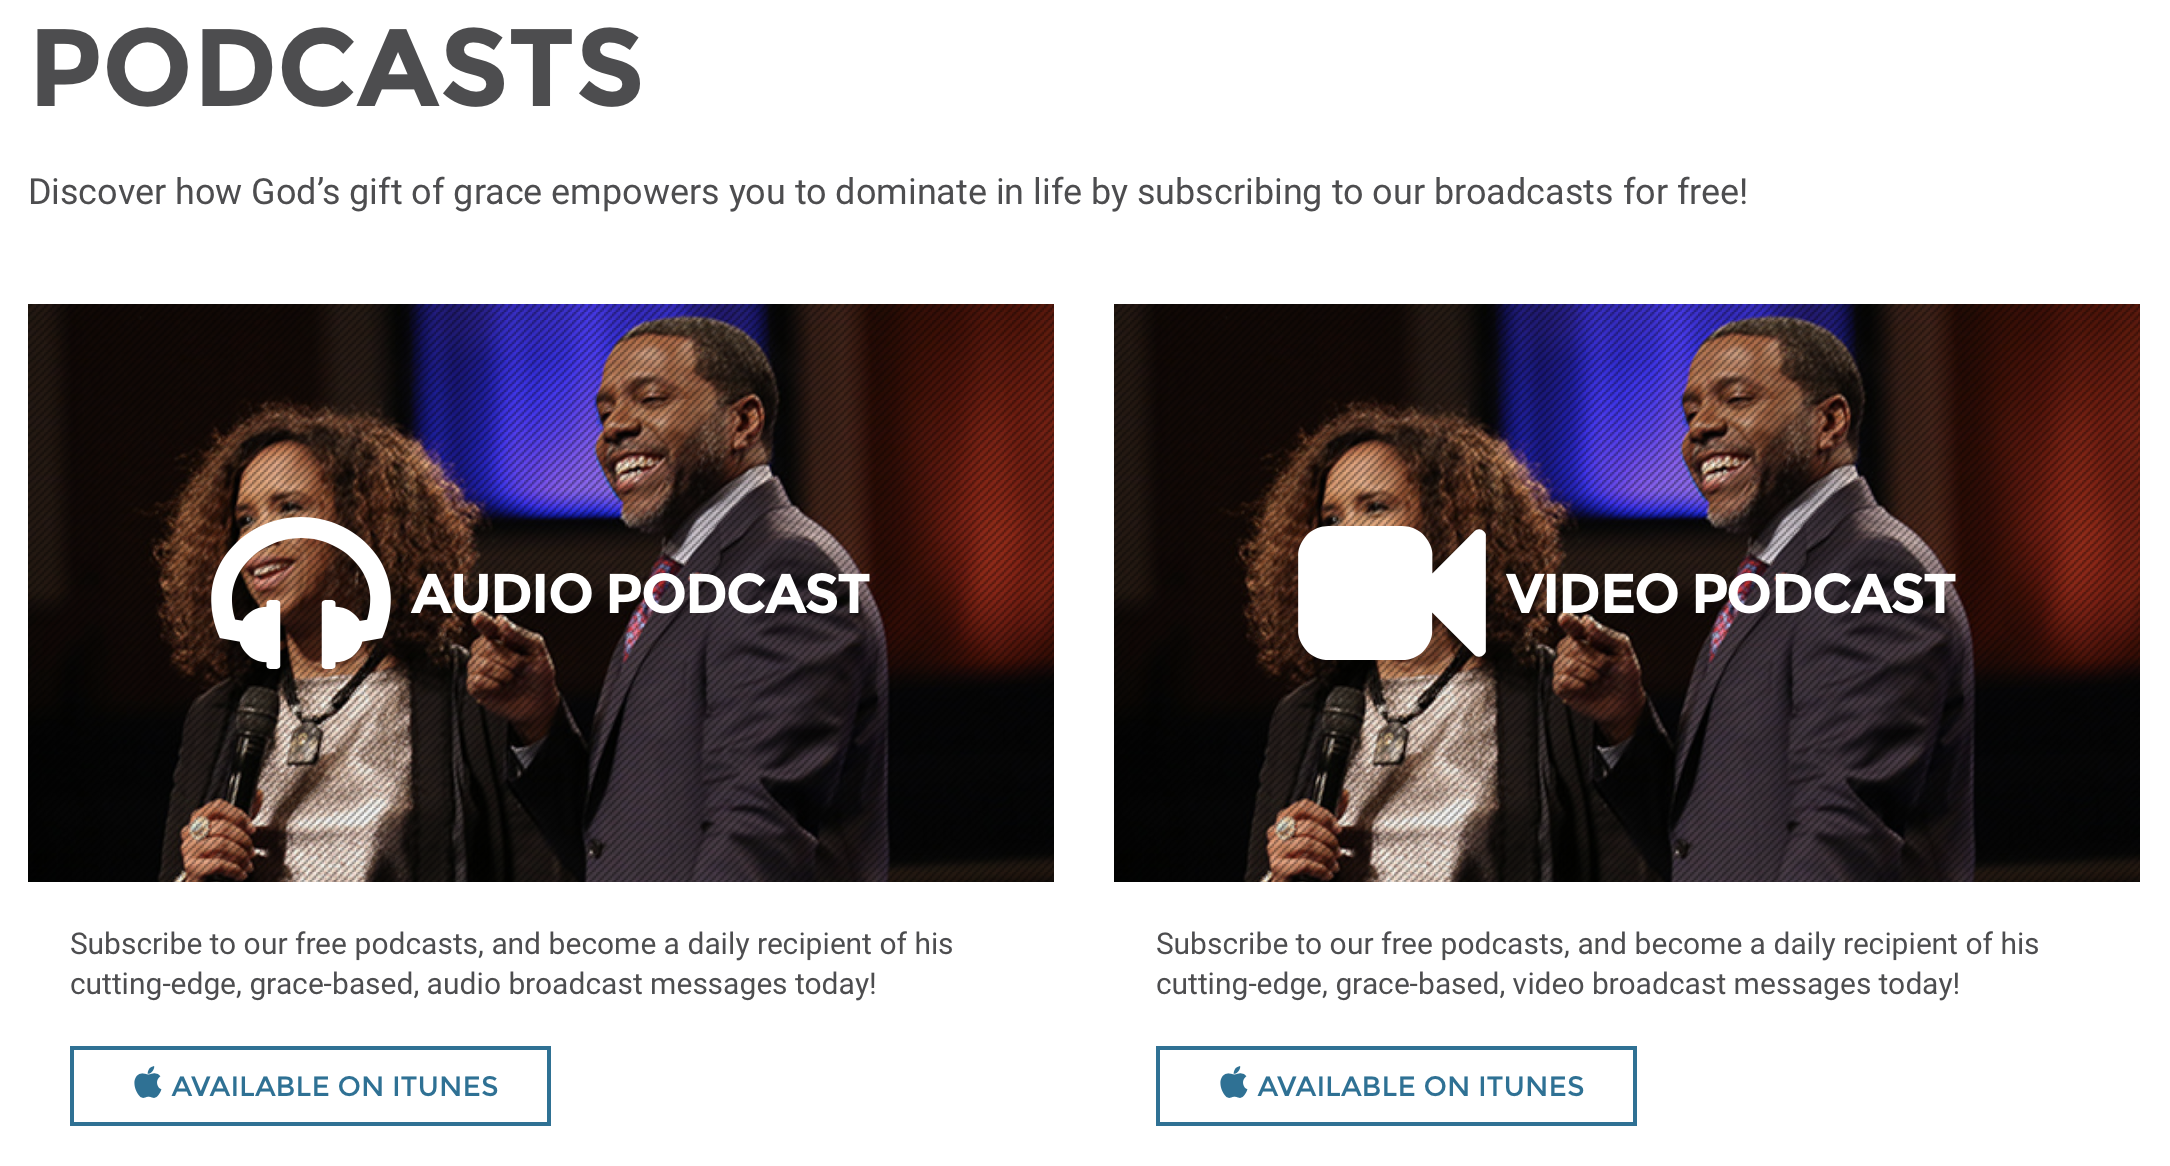 PODCASTS
Discover how God’s gift of grace empowers you to dominate in life by subscribing to our broadcasts for free!
AUDIO PODCAST
Subscribe to our free podcasts, and become a daily recipient of his
cutting-edge, grace-based, audio broadcast messages today!
AVAILABLE ON ITUNES
VIDEO PODCAST
Subscribe to our free podcasts, and become a daily recipient of his
cutting-edge, grace-based, video broadcast messages today!
AVAILABLE ON ITUNES